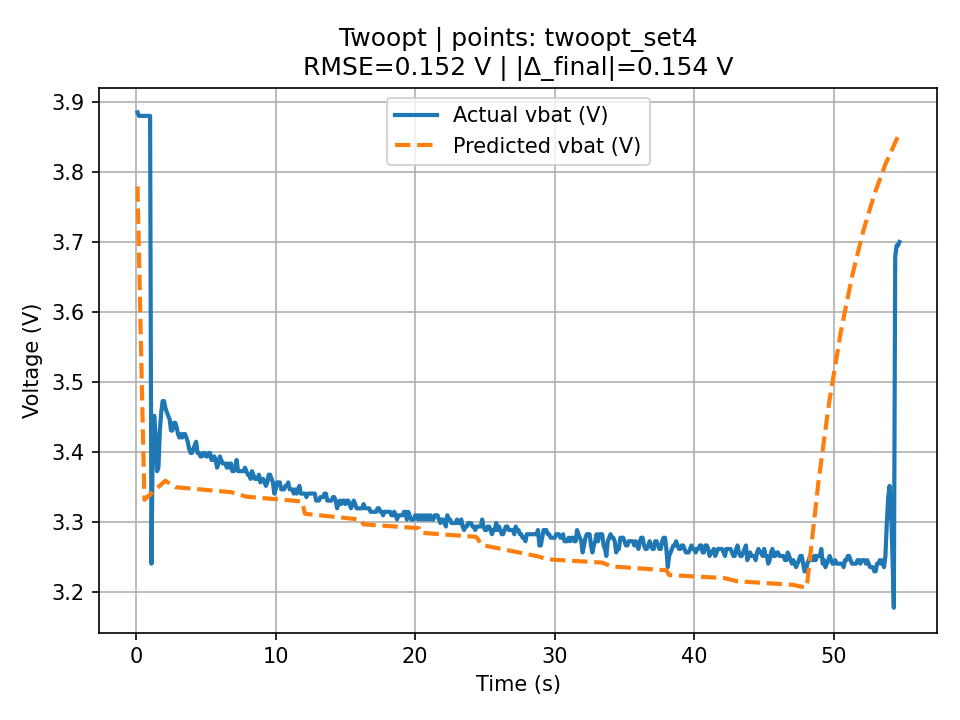 Twoopt | points: twoopt_set4
RMSE=0.152 V | |Δ_final|=0.154 V
Actual vbat (V)
Predicted vbat (V)
Voltage (V)
3.9
3.8
3.7
3.6
3.5
3.4
3.3
3.2
0 10 20 30 40 50
Time (s)